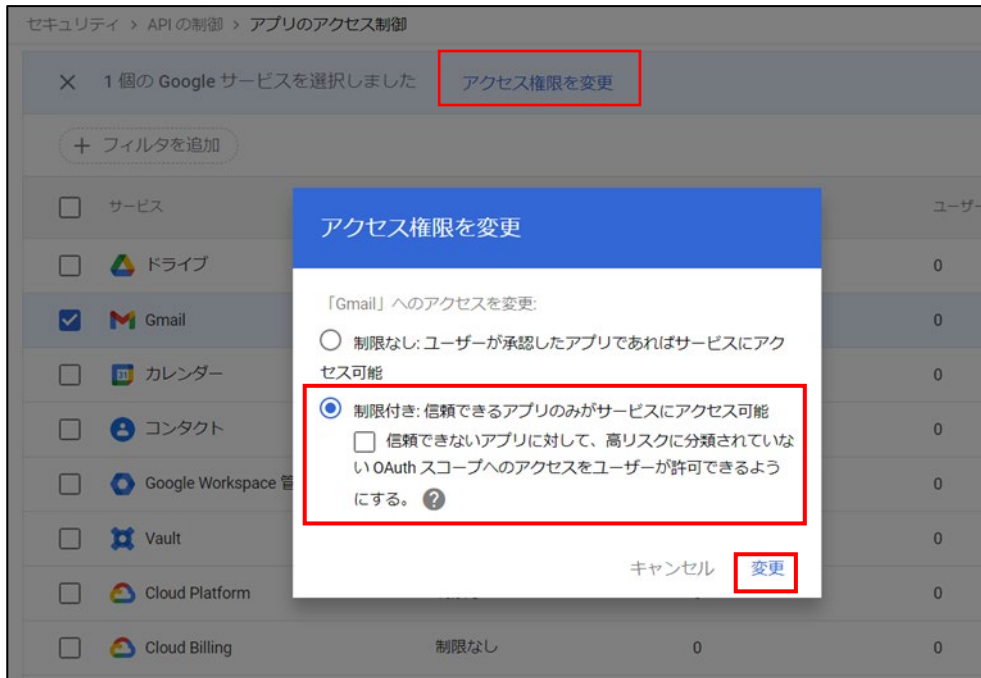 セキュリティ > API の制御 > アプリのアクセス制御
× 1 個の Google サービスを選択しました アクセス権限を変更
+ フィルタを追加
サービス ユーザー
アクセス権限を変更
ドライブ 0
「Gmail」へのアクセスを変更:
Gmail 0
制限なし: ユーザーが承認したアプリであればサービスにアク
セス可能
カレンダー 0
制限付き: 信頼できるアプリのみがサービスにアクセス可能
コンタクト 0
信頼できないアプリに対して、高リスクに分類されていな
い OAuth スコープへのアクセスをユーザーが許可できるよう
にする。 ?
Google Workspace 0
Vault 0
キャンセル 変更
Cloud Platform 0
Cloud Billing 制限なし 0 0